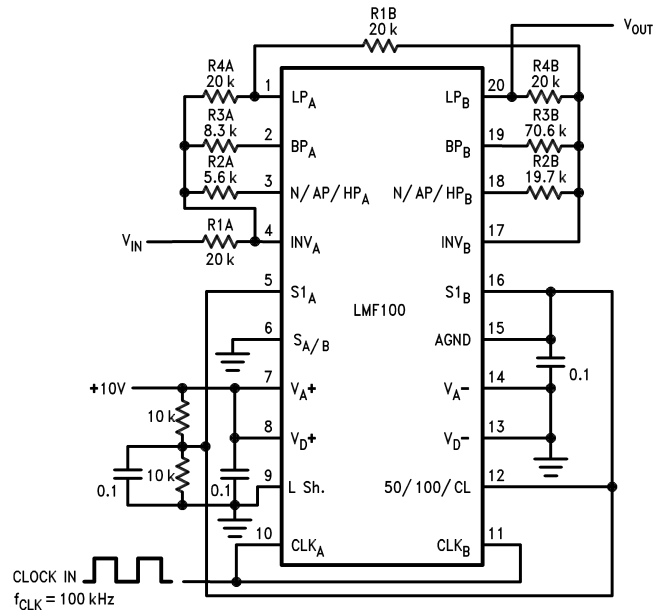 R1B
20 k
V_OUT
R4A
20 k
R3A
8.3 k
R2A
5.6 k
R1A
20 k
V_IN
R4B
20 k
R3B
70.6 k
R2B
19.7 k
1 LP_A
2 BP_A
3 N/AP/HP_A
4 INV_A
5 S1_A
6 S_A/B
7 V_A+
8 V_D+
9 L Sh.
10 CLK_A
LMF100
20 LP_B
19 BP_B
18 N/AP/HP_B
17 INV_B
16 S1_B
15 AGND
14 V_A−
13 V_D−
12 50/100/CL
11 CLK_B
+10V
10 k
10 k
0.1
0.1
0.1
CLOCK IN
f_CLK = 100 kHz